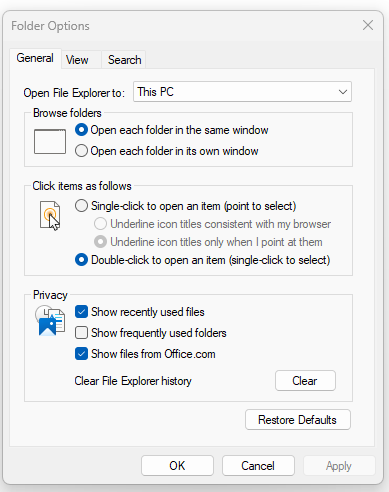 Folder Options
General View Search
Open File Explorer to: This PC
Browse folders
Open each folder in the same window
Open each folder in its own window
Click items as follows
Single-click to open an item (point to select)
Underline icon titles consistent with my browser
Underline icon titles only when I point at them
Double-click to open an item (single-click to select)
Privacy
Show recently used files
Show frequently used folders
Show files from Office.com
Clear File Explorer history Clear
Restore Defaults
OK Cancel Apply